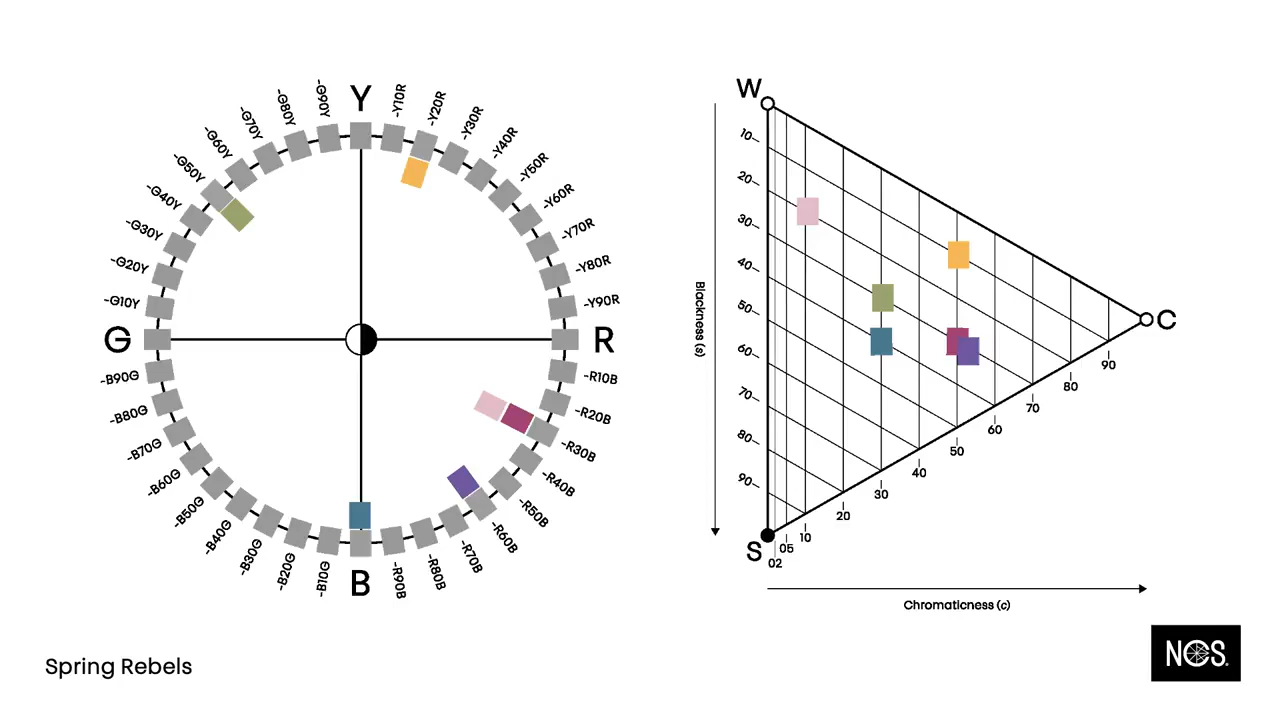 Y
-Y10R
-Y20R
-Y30R
-Y40R
-Y50R
-Y60R
-Y70R
-Y80R
-Y90R
R
-R10B
-R20B
-R30B
-R40B
-R50B
-R60B
-R70B
-R80B
-R90B
B
-B10G
-B20G
-B30G
-B40G
-B50G
-B60G
-B70G
-B80G
-B90G
G
-G10Y
-G20Y
-G30Y
-G40Y
-G50Y
-G60Y
-G70Y
-G80Y
-G90Y
W
10
20
30
40
50
60
70
80
90
S
C
Blackness (s)
02
05
10
20
30
40
50
60
70
80
90
Chromaticness (c)
Spring Rebels
NCS